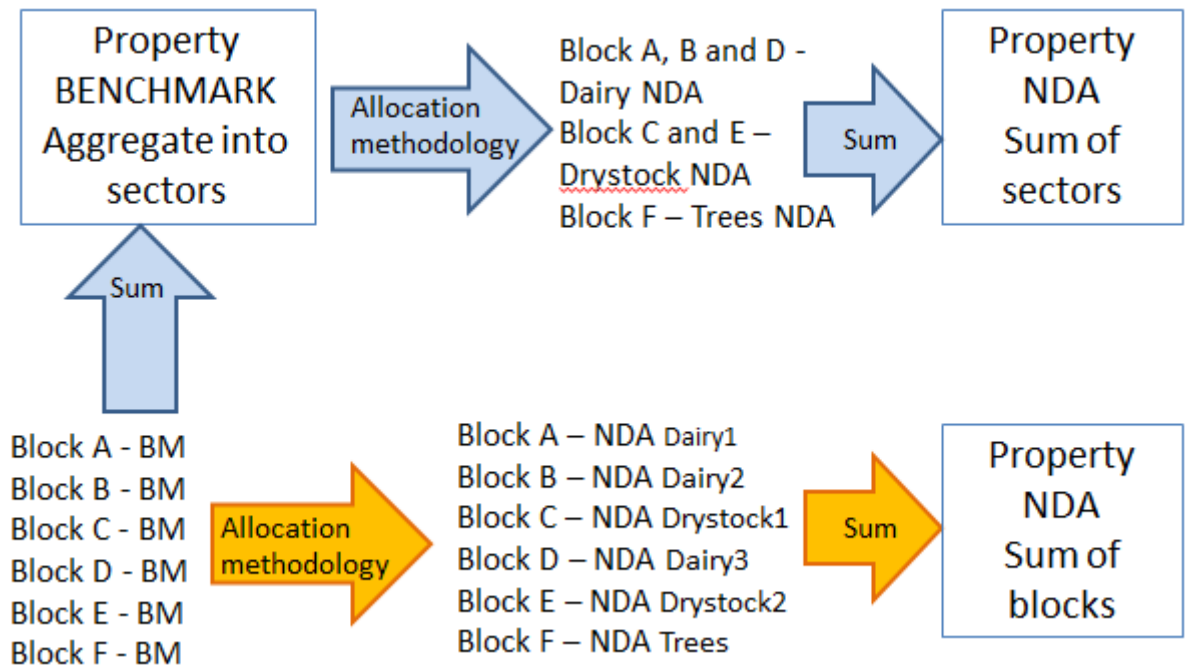 Property
BENCHMARK
Aggregate into
sectors
Allocation
methodology
Block A, B and D -
Dairy NDA
Block C and E –
Drystock NDA
Block F – Trees NDA
Sum
Property
NDA
Sum of
sectors
Sum
Block A - BM
Block B - BM
Block C - BM
Block D - BM
Block E - BM
Block F - BM
Allocation
methodology
Block A – NDA Dairy1
Block B – NDA Dairy2
Block C – NDA Drystock1
Block D – NDA Dairy3
Block E – NDA Drystock2
Block F – NDA Trees
Sum
Property
NDA
Sum of
blocks